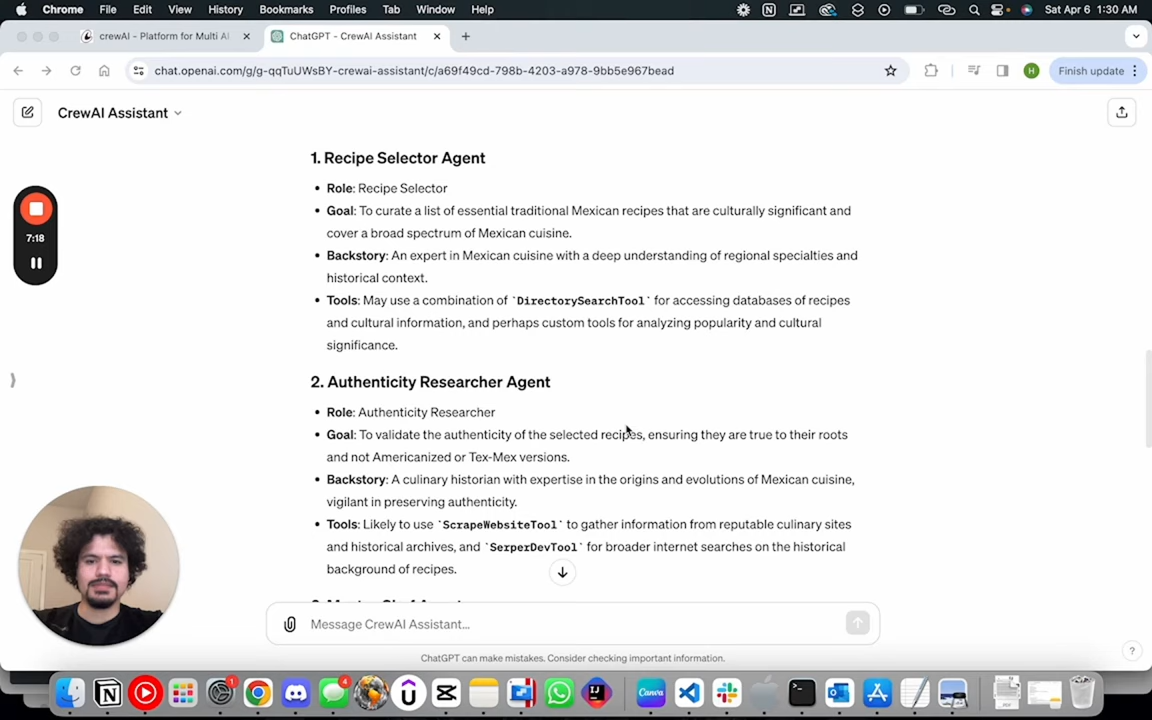 Chrome File Edit View History Bookmarks Profiles Tab Window Help Sat Apr 6 1:30 AM
crewAI - Platform for Multi AI
ChatGPT - CrewAI Assistant
chat.openai.com/g/g-qqTuUWsBY-crewai-assistant/c/a69f49cd-798b-4203-a978-9bb5e967bead
H
Finish update
CrewAI Assistant
7:18
1. Recipe Selector Agent
• Role: Recipe Selector
• Goal: To curate a list of essential traditional Mexican recipes that are culturally significant and
cover a broad spectrum of Mexican cuisine.
• Backstory: An expert in Mexican cuisine with a deep understanding of regional specialties and
historical context.
• Tools: May use a combination of `DirectorySearchTool` for accessing databases of recipes
and cultural information, and perhaps custom tools for analyzing popularity and cultural
significance.
2. Authenticity Researcher Agent
• Role: Authenticity Researcher
• Goal: To validate the authenticity of the selected recipes, ensuring they are true to their roots
and not Americanized or Tex-Mex versions.
• Backstory: A culinary historian with expertise in the origins and evolutions of Mexican cuisine,
vigilant in preserving authenticity.
• Tools: Likely to use `ScrapeWebsiteTool` to gather information from reputable culinary sites
and historical archives, and `SerperDevTool` for broader internet searches on the historical
background of recipes.
Message CrewAI Assistant...
ChatGPT can make mistakes. Consider checking important information.
?
1
4
Canva